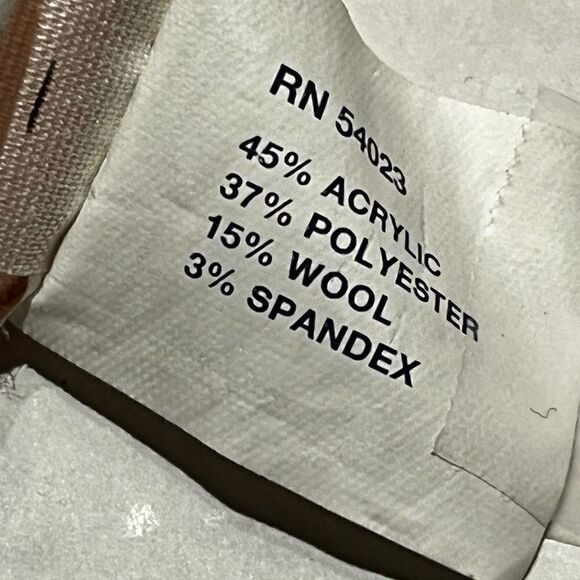 RN 54023
45% ACRYLIC
37% POLYESTER
15% WOOL
3% SPANDEX